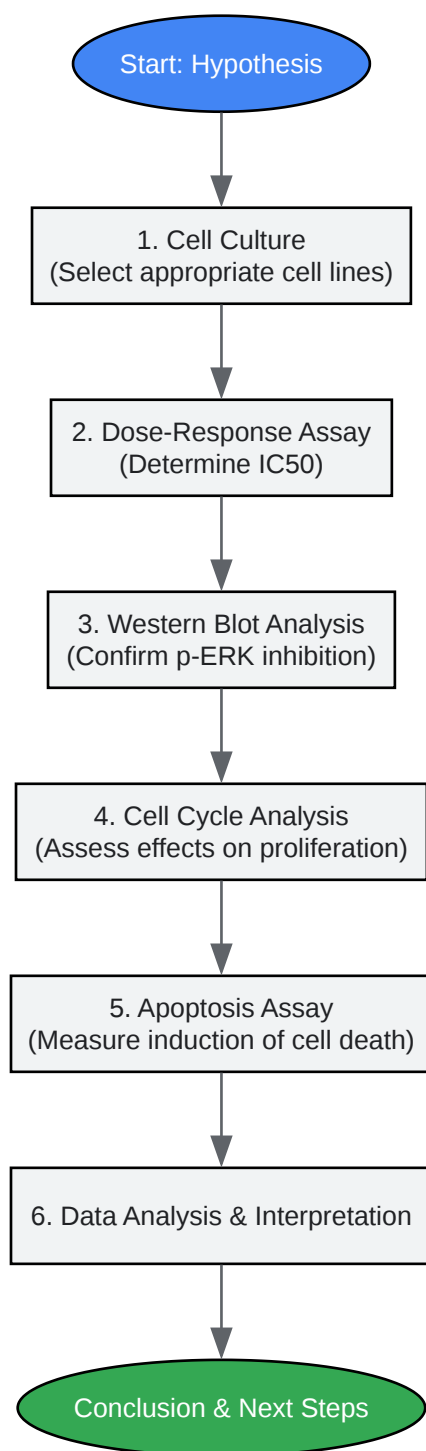 Start: Hypothesis
1. Cell Culture
(Select appropriate cell lines)
2. Dose-Response Assay
(Determine IC50)
3. Western Blot Analysis
(Confirm p-ERK inhibition)
4. Cell Cycle Analysis
(Assess effects on proliferation)
5. Apoptosis Assay
(Measure induction of cell death)
6. Data Analysis & Interpretation
Conclusion & Next Steps